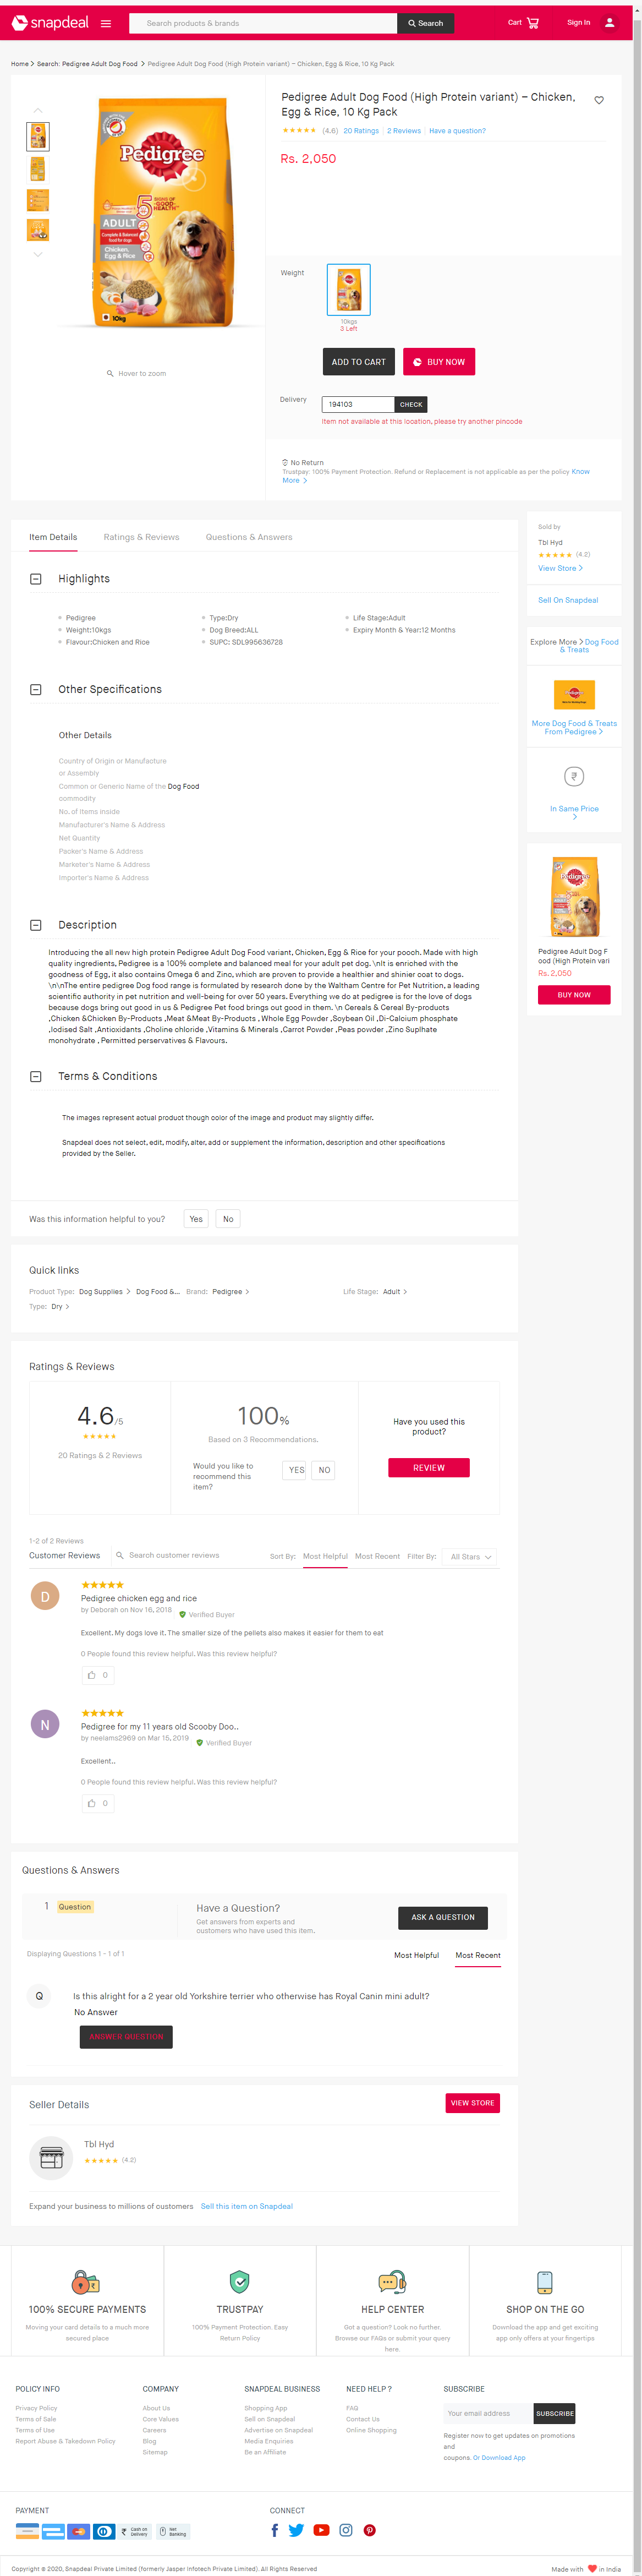 snapdeal
Search products & brands
Search
Cart
Sign In
Home > Search: Pedigree Adult Dog Food > Pedigree Adult Dog Food (High Protein variant) – Chicken, Egg & Rice, 10 Kg Pack
Pedigree
5 SIGNS OF GOOD HEALTH
ADULT
Complete & Balanced food for dogs
Chicken, Egg & Rice
10kg
Hover to zoom
Pedigree Adult Dog Food (High Protein variant) – Chicken,
Egg & Rice, 10 Kg Pack
(4.6) 20 Ratings 2 Reviews Have a question?
Rs. 2,050
Weight
10kgs
3 Left
ADD TO CART
BUY NOW
Delivery
194103
CHECK
Item not available at this location, please try another pincode
No Return
Trustpay: 100% Payment Protection. Refund or Replacement is not applicable as per the policy Know
More >
Item Details
Ratings & Reviews
Questions & Answers
Highlights
Pedigree
Type:Dry
Life Stage:Adult
Weight:10kgs
Dog Breed:ALL
Expiry Month & Year:12 Months
Flavour:Chicken and Rice
SUPC: SDL995636728
Other Specifications
Other Details
Country of Origin or Manufacture
or Assembly
Common or Generic Name of the Dog Food
commodity
No. of Items inside
Manufacturer's Name & Address
Net Quantity
Packer's Name & Address
Marketer's Name & Address
Importer's Name & Address
Description
Introducing the all new high protein Pedigree Adult Dog Food variant, Chicken, Egg & Rice for your pooch. Made with high
quality ingredients, Pedigree is a 100% complete and balanced meal for your adult pet dog. \nIt is enriched with the
goodness of Egg, it also contains Omega 6 and Zinc, which are proven to provide a healthier and shinier coat to dogs.
\n\nThe entire pedigree Dog food range is formulated by research done by the Waltham Centre for Pet Nutrition, a leading
scientific authority in pet nutrition and well-being for over 50 years. Everything we do at pedigree is for the love of dogs
because dogs bring out good in us & Pedigree Pet food brings out good in them. \n Cereals & Cereal By-products
,Chicken &Chicken By-Products ,Meat &Meat By-Products , Whole Egg Powder ,Soybean Oil ,Di-Calcium phosphate
,Iodised Salt ,Antioxidants ,Choline chloride ,Vitamins & Minerals ,Carrot Powder ,Peas powder ,Zinc Suplhate
monohydrate , Permitted perservatives & Flavours.
Terms & Conditions
The images represent actual product though color of the image and product may slightly differ.
Snapdeal does not select, edit, modify, alter, add or supplement the information, description and other specifications
provided by the Seller.
Was this information helpful to you?
Yes
No
Sold by
Tbl Hyd
(4.2)
View Store >
Sell On Snapdeal
Explore More > Dog Food
& Treats
More Dog Food & Treats
From Pedigree >
In Same Price
>
Pedigree Adult Dog F
ood (High Protein vari
Rs. 2,050
BUY NOW
Quick links
Product Type: Dog Supplies > Dog Food &... Brand: Pedigree >
Life Stage: Adult >
Type: Dry >
Ratings & Reviews
4.6/5
20 Ratings & 2 Reviews
100%
Based on 3 Recommendations.
Would you like to
recommend this
item?
YES
NO
Have you used this
product?
REVIEW
1-2 of 2 Reviews
Customer Reviews
Search customer reviews
Sort By: Most Helpful Most Recent Filter By: All Stars
D
Pedigree chicken egg and rice
by Deborah on Nov 16, 2018 Verified Buyer
Excellent. My dogs love it. The smaller size of the pellets also makes it easier for them to eat
0 People found this review helpful. Was this review helpful?
0
N
Pedigree for my 11 years old Scooby Doo..
by neelams2969 on Mar 15, 2019 Verified Buyer
Excellent..
0 People found this review helpful. Was this review helpful?
0
Questions & Answers
1 Question
Have a Question?
Get answers from experts and
customers who have used this item.
ASK A QUESTION
Displaying Questions 1 - 1 of 1
Most Helpful
Most Recent
Q
Is this alright for a 2 year old Yorkshire terrier who otherwise has Royal Canin mini adult?
No Answer
ANSWER QUESTION
Seller Details
VIEW STORE
Tbl Hyd
(4.2)
Expand your business to millions of customers Sell this item on Snapdeal
100% SECURE PAYMENTS
Moving your card details to a much more
secured place
TRUSTPAY
100% Payment Protection. Easy
Return Policy
HELP CENTER
Got a question? Look no further.
Browse our FAQs or submit your query
here.
SHOP ON THE GO
Download the app and get exciting
app only offers at your fingertips
POLICY INFO
Privacy Policy
Terms of Sale
Terms of Use
Report Abuse & Takedown Policy
COMPANY
About Us
Core Values
Careers
Blog
Sitemap
SNAPDEAL BUSINESS
Shopping App
Sell on Snapdeal
Advertise on Snapdeal
Media Enquiries
Be an Affiliate
NEED HELP ?
FAQ
Contact Us
Online Shopping
SUBSCRIBE
Your email address
SUBSCRIBE
Register now to get updates on promotions
and
coupons. Or Download App
PAYMENT
Cash on Delivery
Net Banking
CONNECT
Copyright © 2020, Snapdeal Private Limited (formerly Jasper Infotech Private Limited). All Rights Reserved
Made with in India